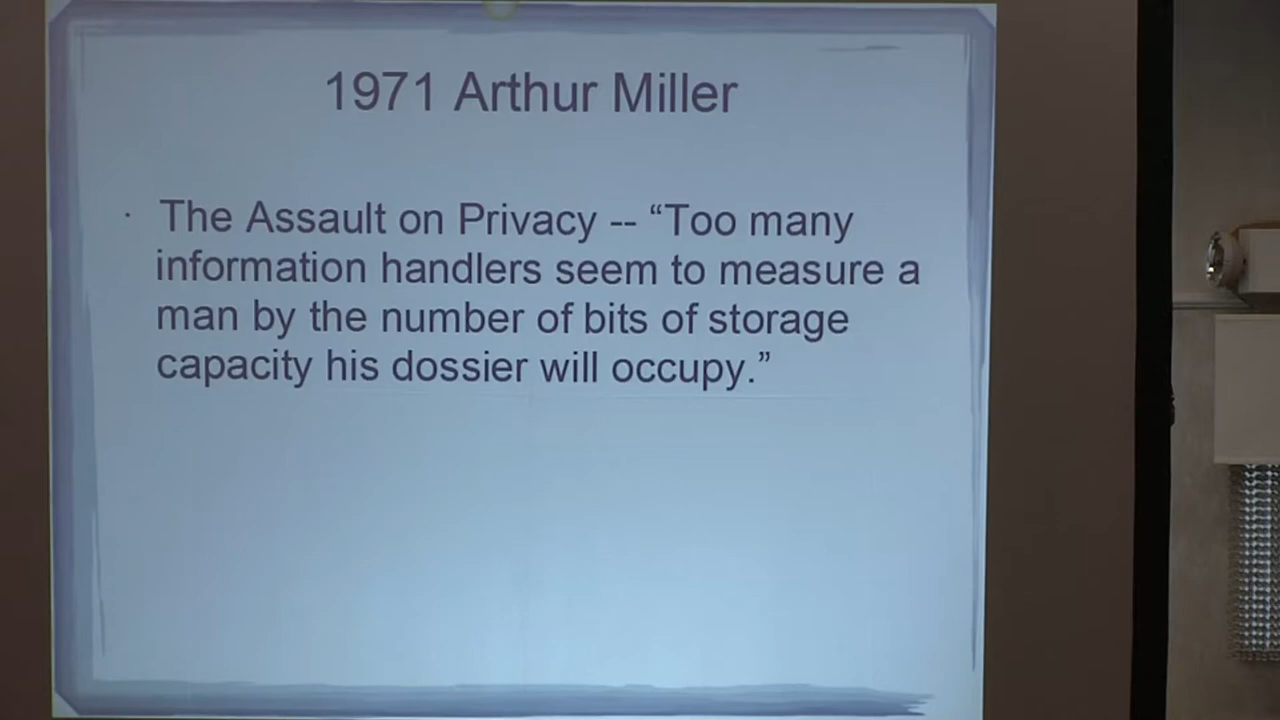 1971 Arthur Miller
· The Assault on Privacy -- “Too many
information handlers seem to measure a
man by the number of bits of storage
capacity his dossier will occupy.”